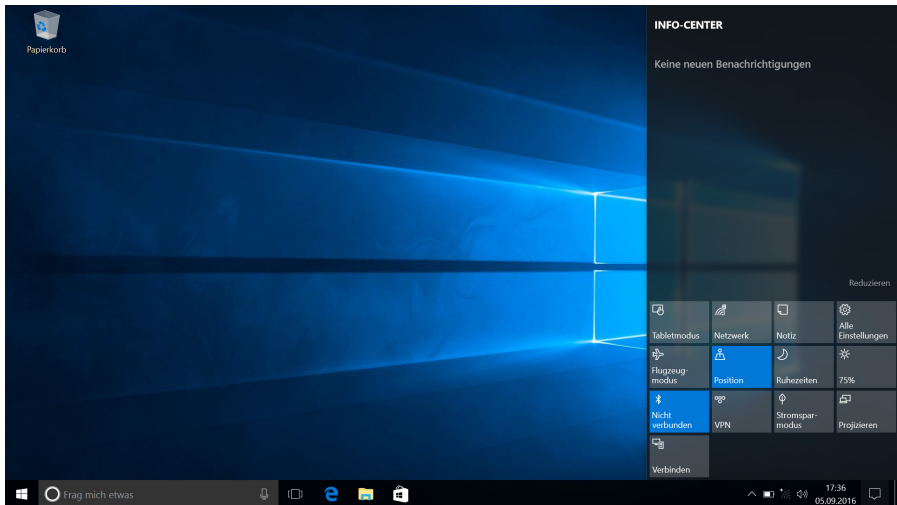 Papierkorb
INFO-CENTER
Keine neuen Benachrichtigungen
Reduzieren
Tabletmodus
Netzwerk
Notiz
Alle
Einstellungen
Flugzeug-
modus
Position
Ruhezeiten
75%
Nicht
verbunden
VPN
Stromspar-
modus
Projizieren
Verbinden
Frag mich etwas
17:36
05.09.2016